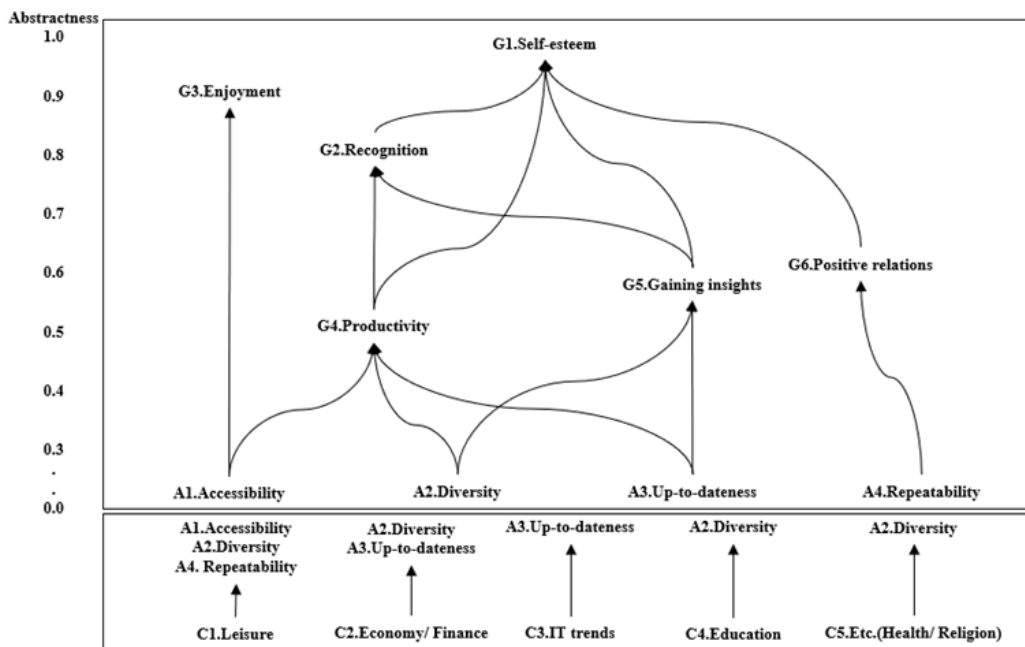 Abstractness
1.0
G1.Self-esteem
G3.Enjoyment
0.9
0.8
G2.Recognition
0.7
0.6
G6.Positive relations
G5.Gaining insights
0.5
G4.Productivity
0.4
0.3
.
.
A1.Accessibility
A2.Diversity
A3.Up-to-dateness
A4.Repeatability
0.0
A1.Accessibility
A2.Diversity
A4. Repeatability
A2.Diversity
A3.Up-to-dateness
A3.Up-to-dateness
A2.Diversity
A2.Diversity
C1.Leisure
C2.Economy/ Finance
C3.IT trends
C4.Education
C5.Etc.(Health/ Religion)